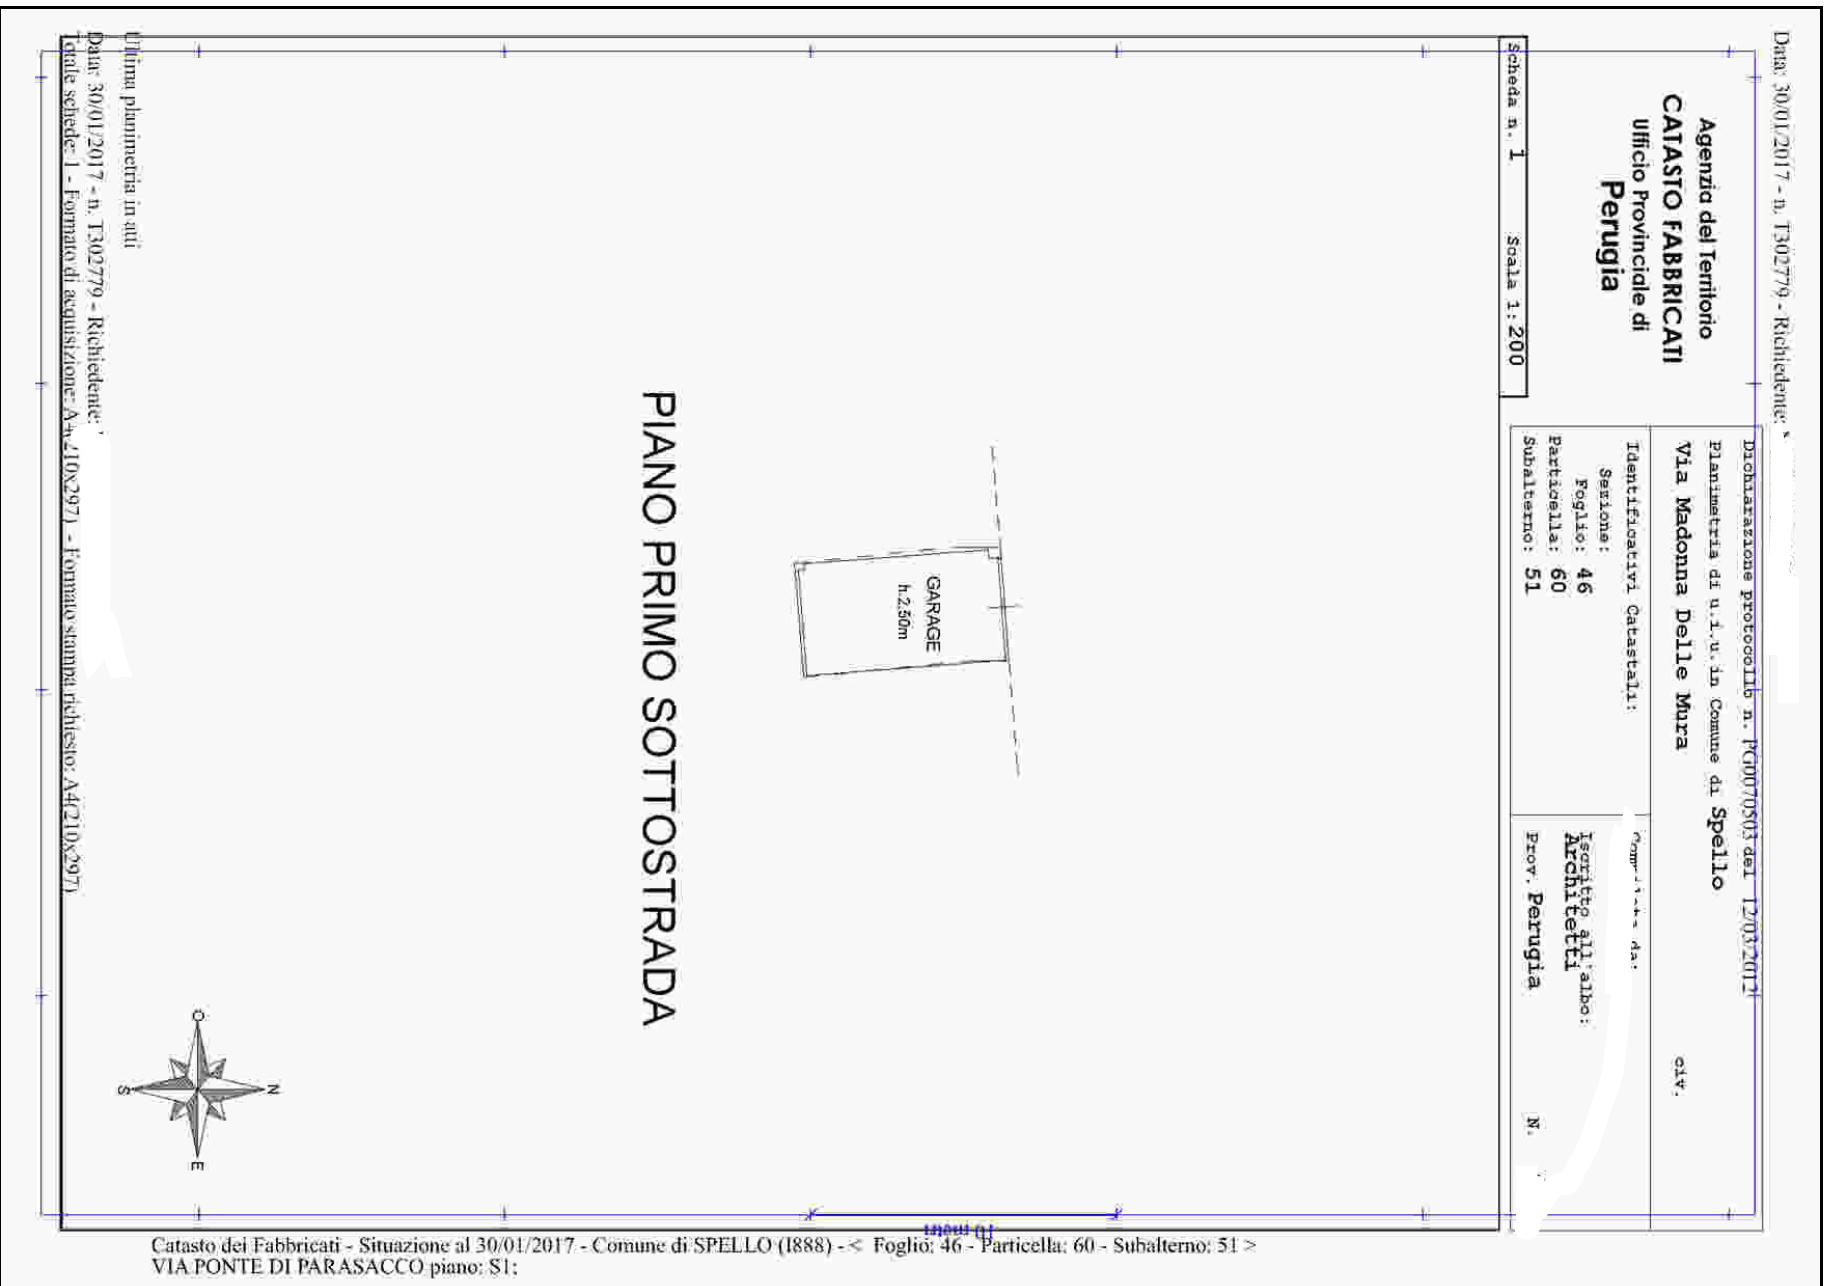 Data: 30/01/2017 - n. T302779 - Richiedente:
Agenzia del Territorio
CATASTO FABBRICATI
Ufficio Provinciale di
Perugia
Dichiarazione protocollo n. PG0070503 del 12/03/2012
Planimetria di u.i.u. in Comune di Spello
Via Madonna Delle Mura civ.
Identificativi Catastali:
Sezione:
Foglio: 46
Particella: 60
Subalterno: 51
da:
Iscritto all'albo:
Architetti
Prov. Perugia N.
Scheda n. 1 Scala 1: 200
GARAGE
h.2.50m
PIANO PRIMO SOTTOSTRADA
N
O
E
S
10 metri
Ultima planimetria in atti
Data: 30/01/2017 - n. T302779 - Richiedente:
Totale schede: 1 - Formato di acquisizione: A4(210x297) - Formato stampa richiesto: A4(210x297)
Catasto dei Fabbricati - Situazione al 30/01/2017 - Comune di SPELLO (I888) - < Foglio: 46 - Particella: 60 - Subalterno: 51 >
VIA PONTE DI PARASACCO piano: S1;